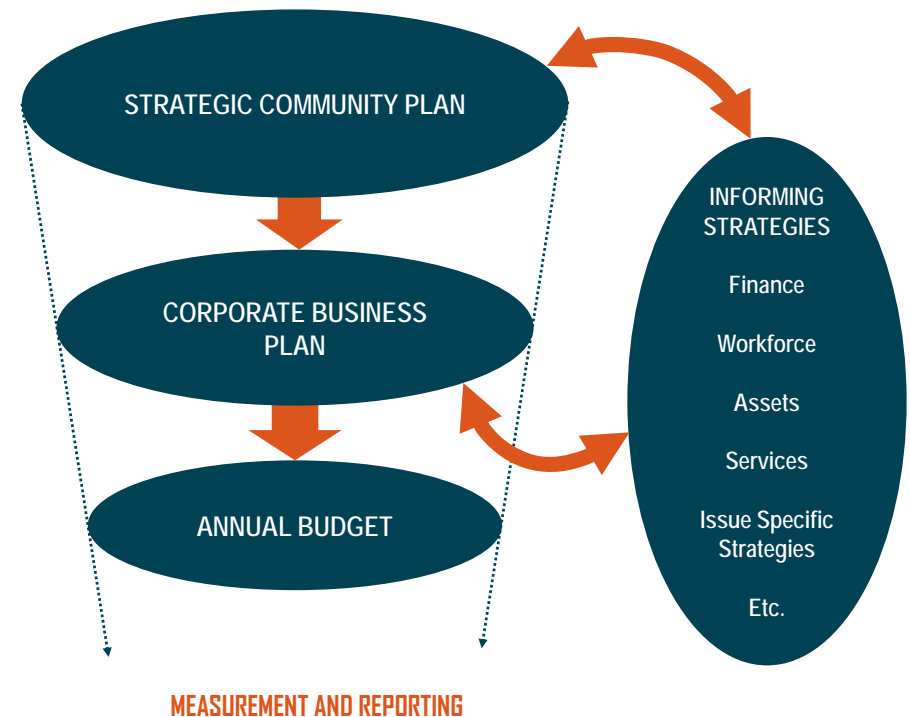 STRATEGIC COMMUNITY PLAN
CORPORATE BUSINESS
PLAN
ANNUAL BUDGET
INFORMING
STRATEGIES
Finance
Workforce
Assets
Services
Issue Specific
Strategies
Etc.
MEASUREMENT AND REPORTING